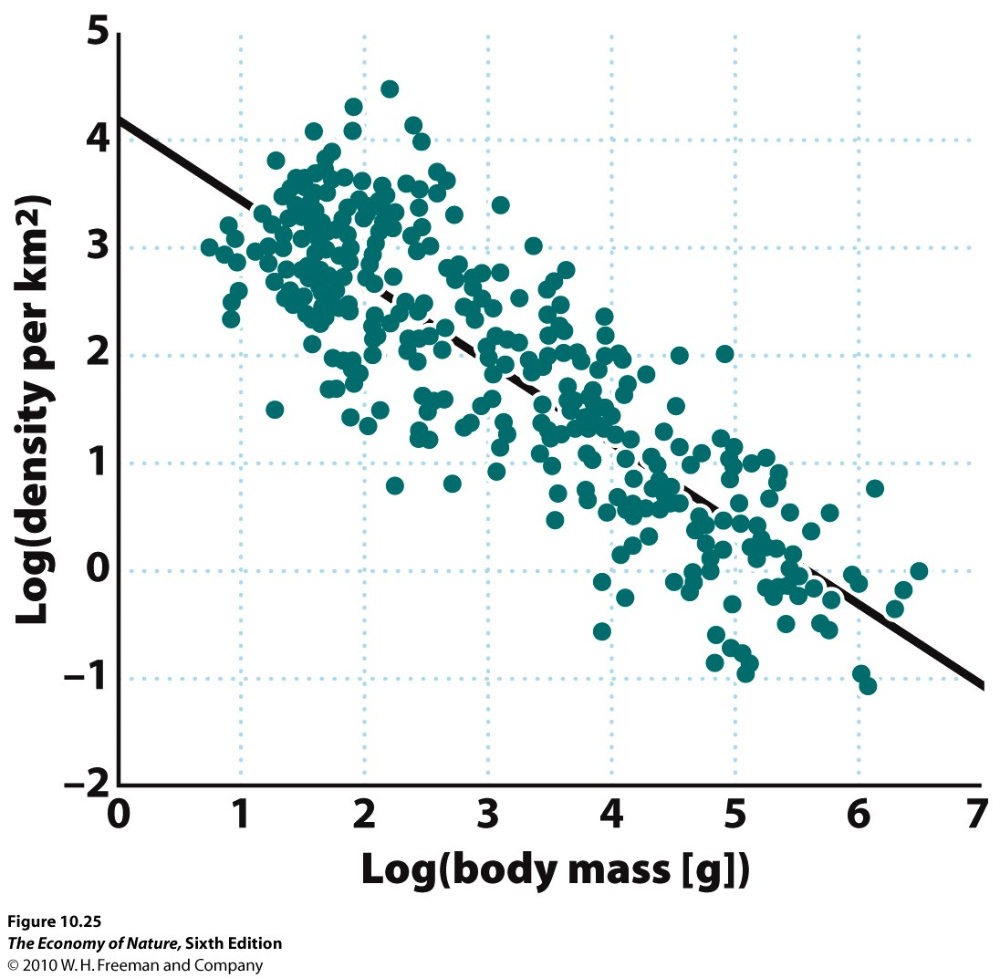 Log(density per km²)
5
4
3
2
1
0
−1
−2
0 1 2 3 4 5 6 7
Log(body mass [g])
Figure 10.25
The Economy of Nature, Sixth Edition
© 2010 W. H. Freeman and Company